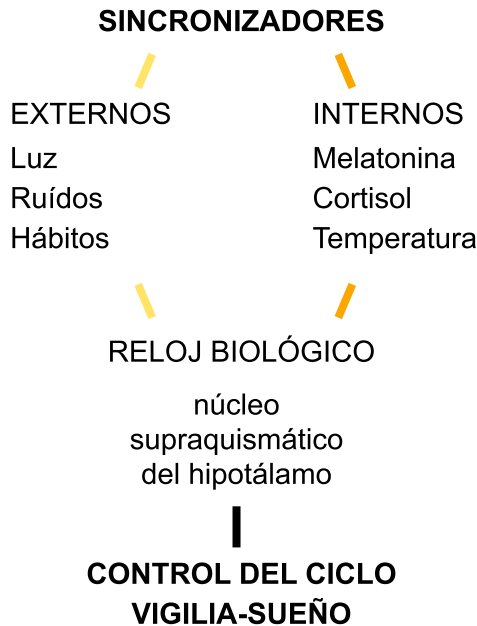 SINCRONIZADORES
EXTERNOS
Luz
Ruídos
Hábitos
INTERNOS
Melatonina
Cortisol
Temperatura
RELOJ BIOLÓGICO
núcleo
supraquismático
del hipotálamo
CONTROL DEL CICLO
VIGILIA-SUEÑO